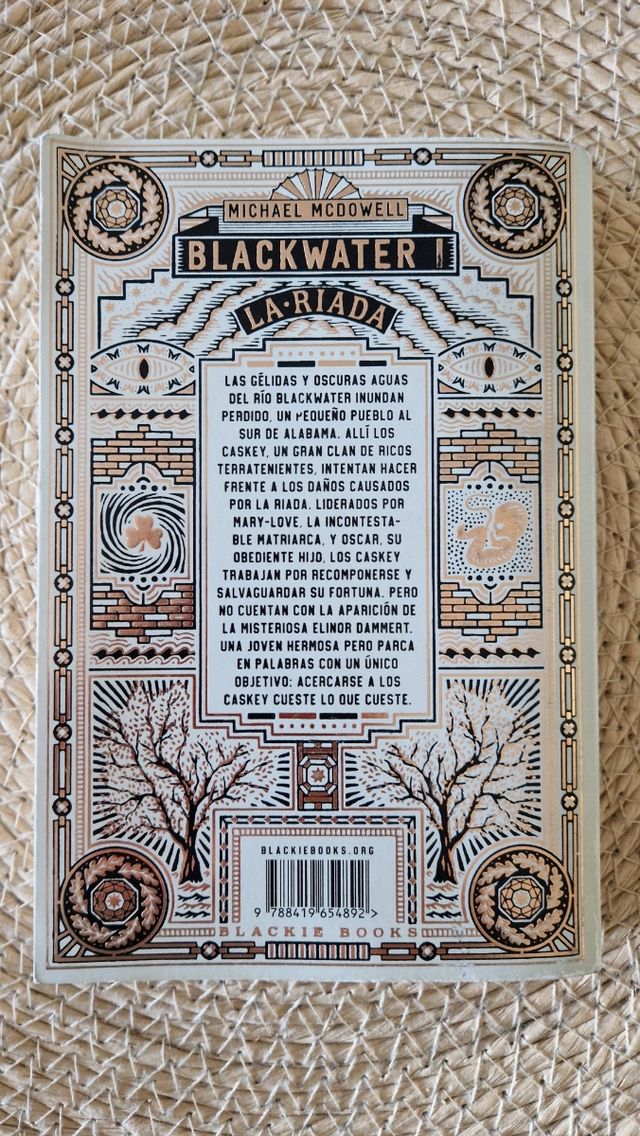 MICHAEL MCDOWELL
BLACKWATER I
LA·RIADA
LAS GÉLIDAS Y OSCURAS AGUAS
DEL RÍO BLACKWATER INUNDAN
PERDIDO, UN PEQUEÑO PUEBLO AL
SUR DE ALABAMA. ALLÍ LOS
CASKEY, UN GRAN CLAN DE RICOS
TERRATENIENTES, INTENTAN HACER
FRENTE A LOS DAÑOS CAUSADOS
POR LA RIADA. LIDERADOS POR
MARY-LOVE, LA INCONTESTA-
BLE MATRIARCA, Y OSCAR, SU
OBEDIENTE HIJO, LOS CASKEY
TRABAJAN POR RECOMPONERSE Y
SALVAGUARDAR SU FORTUNA. PERO
NO CUENTAN CON LA APARICIÓN DE
LA MISTERIOSA ELINOR DAMMERT.
UNA JOVEN HERMOSA PERO PARCA
EN PALABRAS CON UN ÚNICO
OBJETIVO: ACERCARSE A LOS
CASKEY CUESTE LO QUE CUESTE.
BLACKIEBOOKS.ORG
9 788419 654892 >
BLACKIE BOOKS